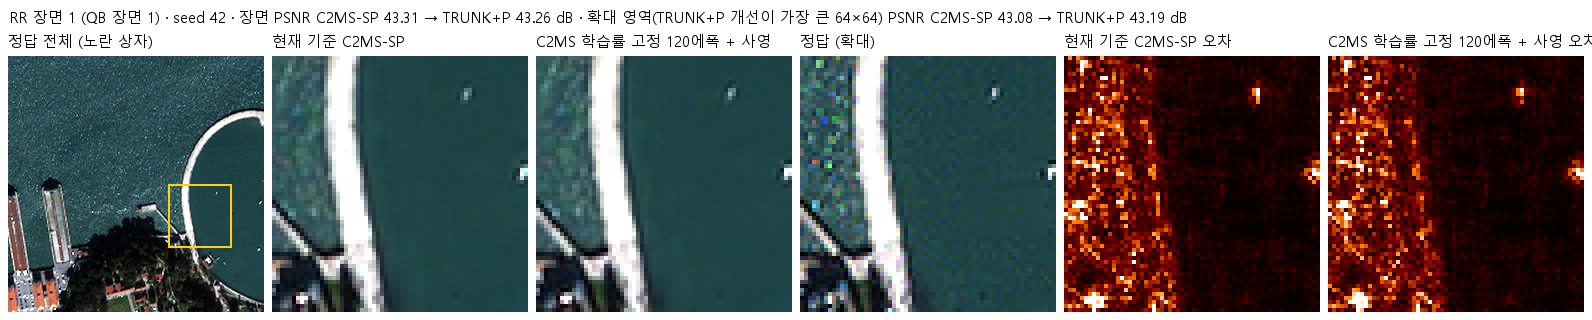 RR 장면 1 (QB 장면 1) · seed 42 · 장면 PSNR C2MS-SP 43.31 → TRUNK+P 43.26 dB · 확대 영역(TRUNK+P 개선이 가장 큰 64×64) PSNR C2MS-SP 43.08 → TRUNK+P 43.19 dB
정답 전체 (노란 상자)
현재 기준 C2MS-SP
C2MS 학습률 고정 120에폭 + 사영
정답 (확대)
현재 기준 C2MS-SP 오차
C2MS 학습률 고정 120에폭 + 사영 오차